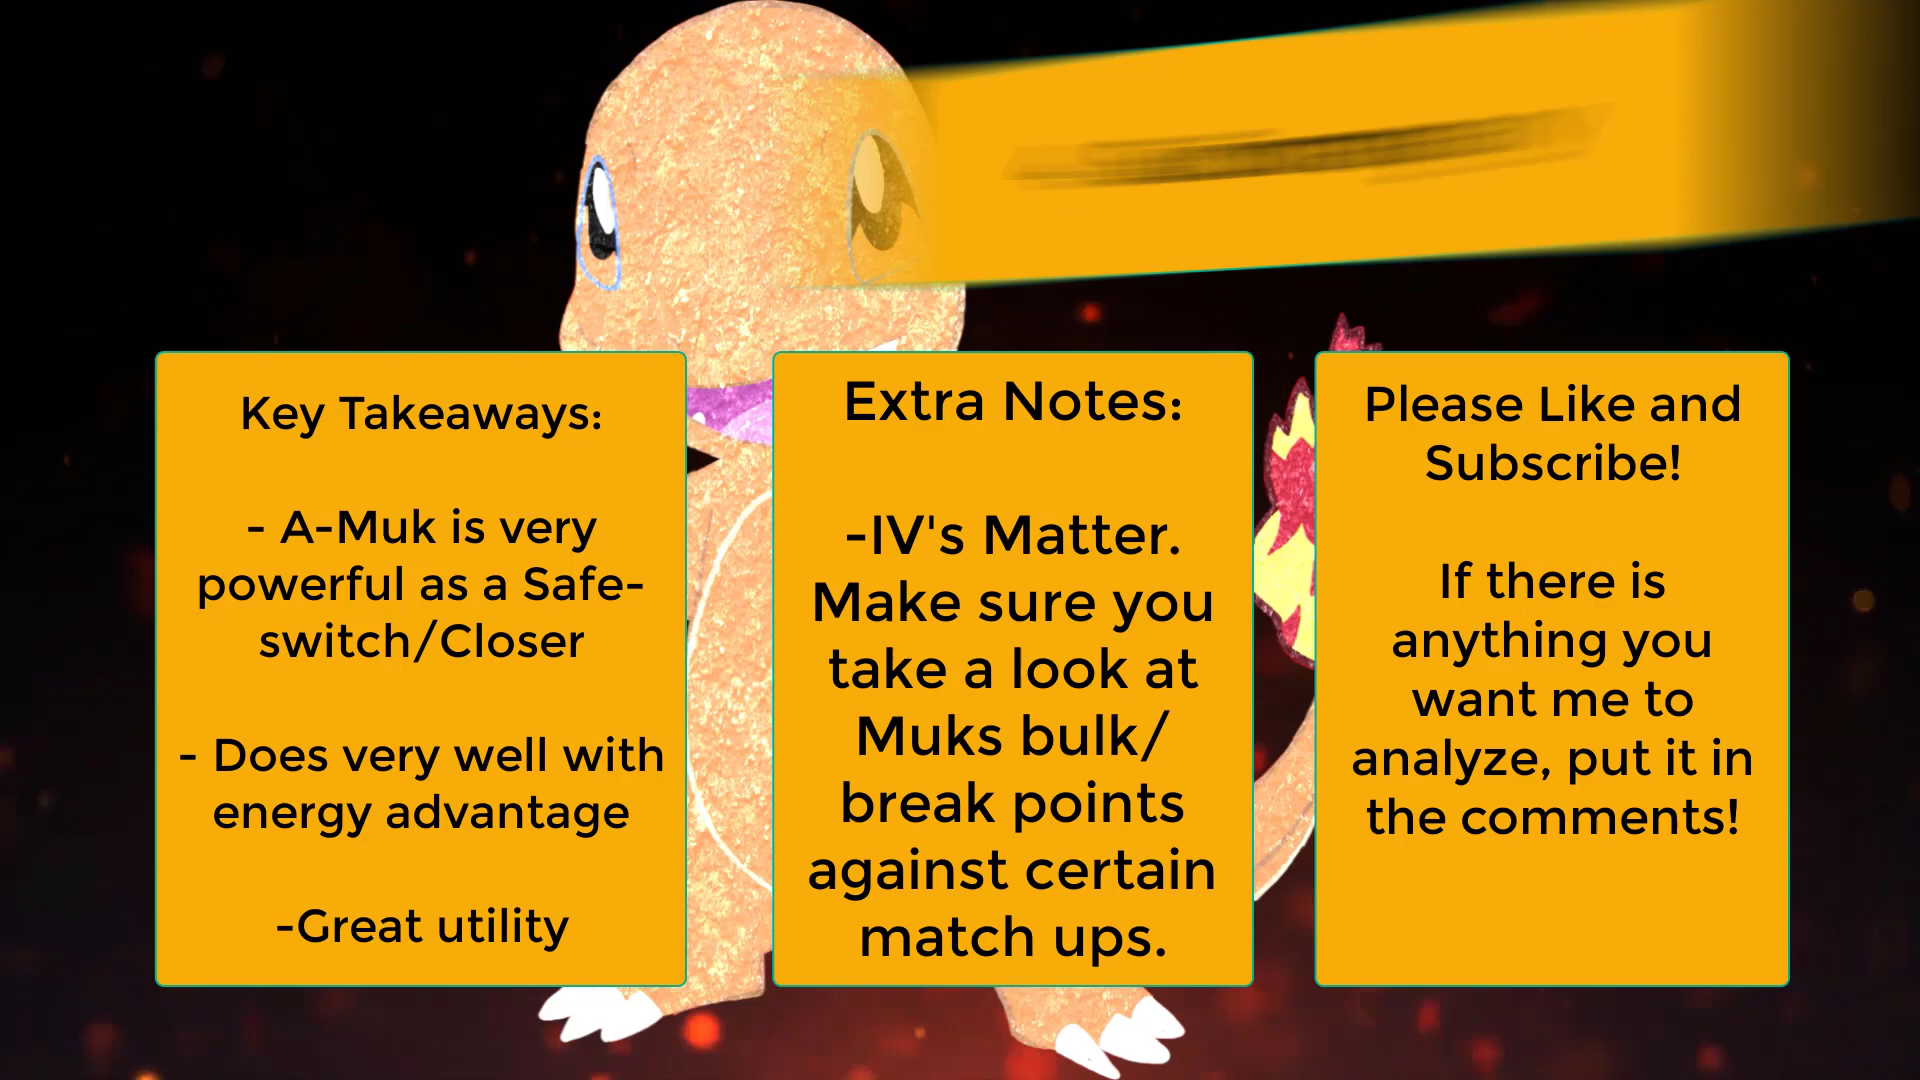 Key Takeaways:
- A-Muk is very
powerful as a Safe-
switch/Closer
- Does very well with
energy advantage
-Great utility
Extra Notes:
-IV's Matter.
Make sure you
take a look at
Muks bulk/
break points
against certain
match ups.
Please Like and
Subscribe!
If there is
anything you
want me to
analyze, put it in
the comments!